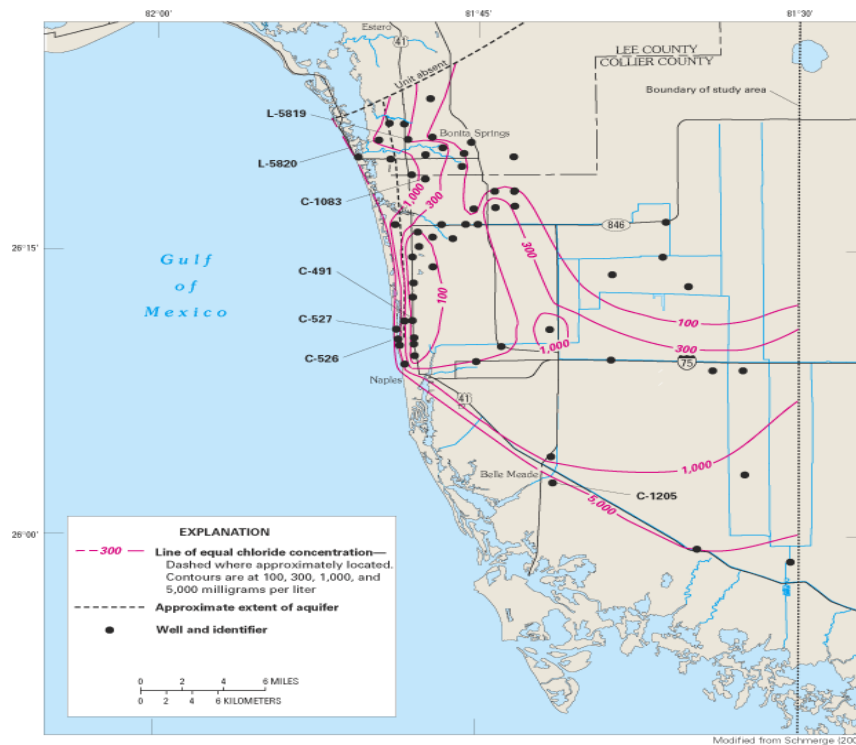 82°00'
81°45'
81°30'
Estero
41
LEE COUNTY
COLLIER COUNTY
Unit absent
Boundary of study area
L-5819
Bonita Springs
L-5820
C-1083
1,000
300
846
26°15'
Gulf
of
Mexico
300
C-491
100
100
C-527
1,000
300
C-526
75
Naples
41
1,000
Belle Meade
C-1205
5,000
26°00'
EXPLANATION
300
Line of equal chloride concentration—
Dashed where approximately located.
Contours are at 100, 300, 1,000, and
5,000 milligrams per liter
Approximate extent of aquifer
Well and identifier
0 2 4 6 MILES
0 2 4 6 KILOMETERS
Modified from Schmerge (200